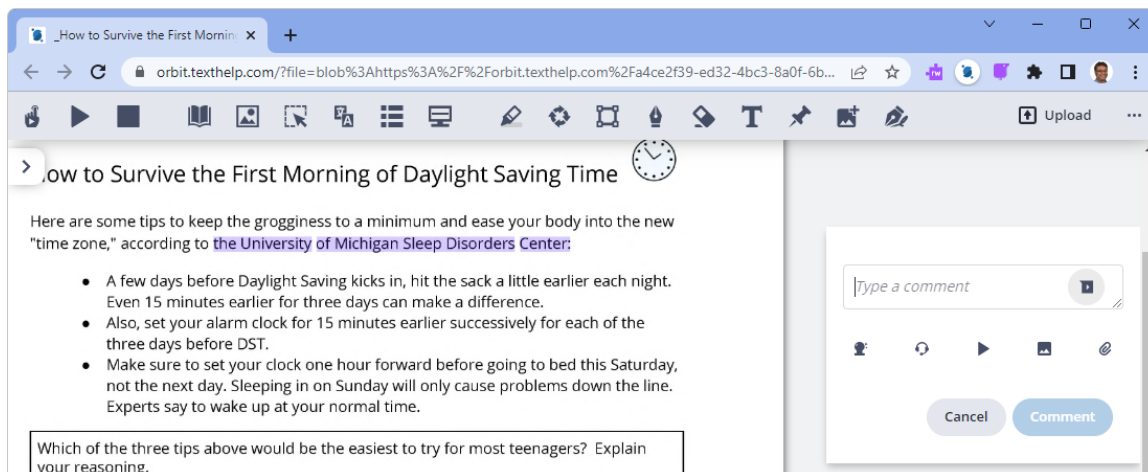 _How to Survive the First Mornin
orbit.texthelp.com/?file=blob%3Ahttps%3A%2F%2Forbit.texthelp.com%2Fa4ce2f39-ed32-4bc3-8a0f-6b...
rw
T
Upload
ow to Survive the First Morning of Daylight Saving Time
Here are some tips to keep the grogginess to a minimum and ease your body into the new
"time zone," according to the University of Michigan Sleep Disorders Center:
● A few days before Daylight Saving kicks in, hit the sack a little earlier each night.
Even 15 minutes earlier for three days can make a difference.
● Also, set your alarm clock for 15 minutes earlier successively for each of the
three days before DST.
● Make sure to set your clock one hour forward before going to bed this Saturday,
not the next day. Sleeping in on Sunday will only cause problems down the line.
Experts say to wake up at your normal time.
Which of the three tips above would be the easiest to try for most teenagers? Explain
your reasoning.
Type a comment
Cancel
Comment